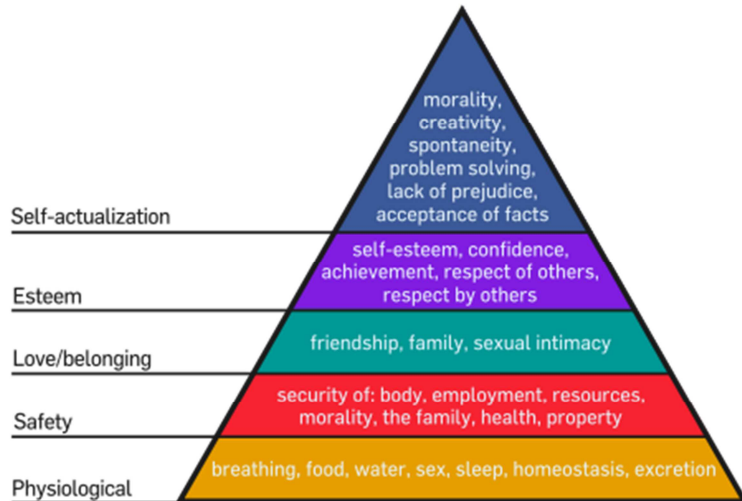 morality,
creativity,
spontaneity,
problem solving,
lack of prejudice,
acceptance of facts
Self-actualization
self-esteem, confidence,
achievement, respect of others,
respect by others
Esteem
friendship, family, sexual intimacy
Love/belonging
security of: body, employment, resources,
morality, the family, health, property
Safety
breathing, food, water, sex, sleep, homeostasis, excretion
Physiological